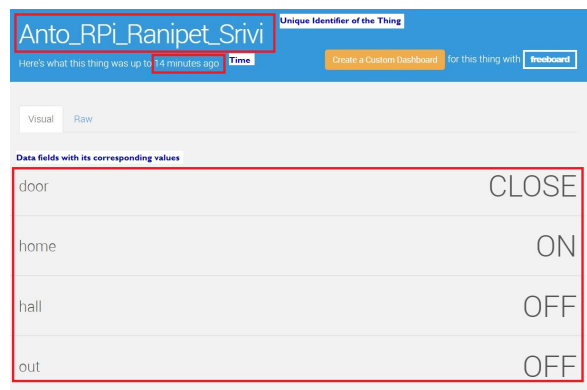 Anto_RPi_Ranipet_Srivi
Unique Identifier of the Thing
Here's what this thing was up to 14 minutes ago
Time
Create a Custom Dashboard for this thing with freeboard
Visual Raw
Data fields with its corresponding values
door CLOSE
home ON
hall OFF
out OFF